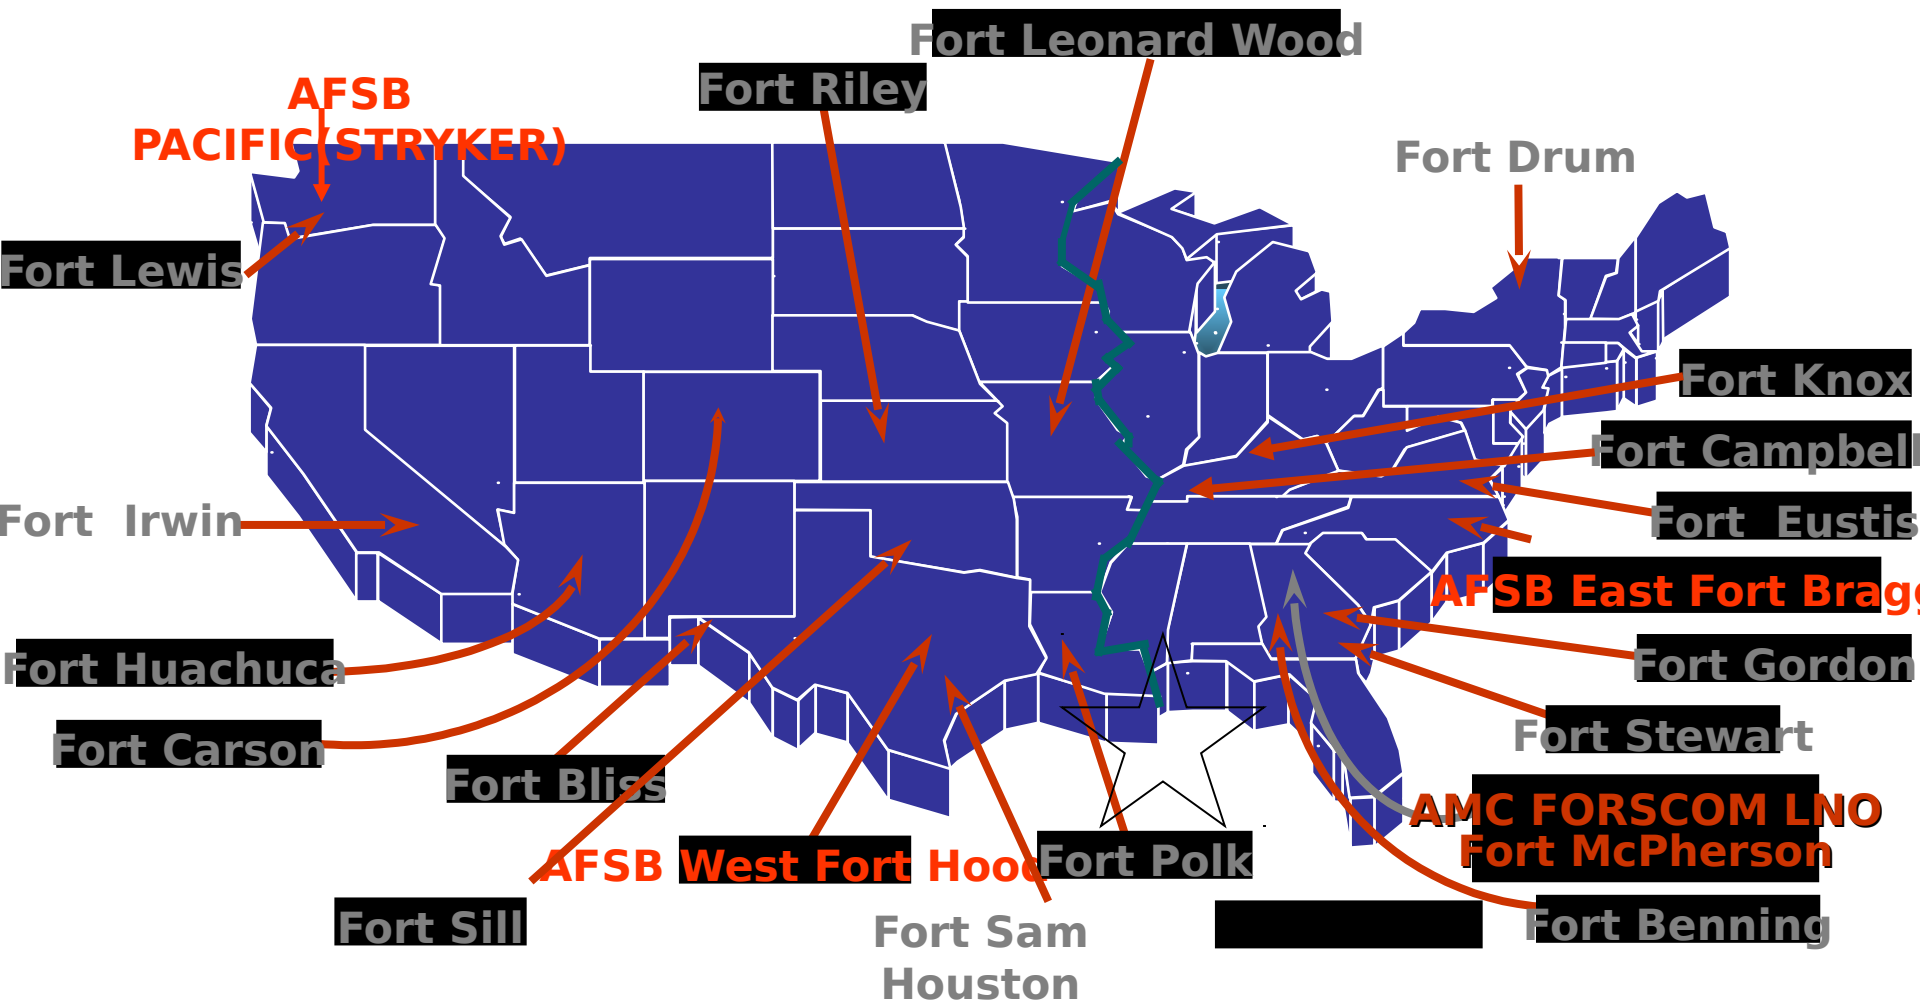 Fort Leonard Wood
Fort Riley
AFSB
PACIFIC(STRYKER)
Fort Drum
Fort Lewis
Fort Knox
Fort Campbell
Fort  Irwin
Fort  Eustis
AFSB East Fort Bragg
Fort Huachuca
Fort Gordon
Fort Carson
Fort Stewart
Fort Bliss
AMC FORSCOM LNO
Fort McPherson
AFSB West Fort Hood
Fort Polk
Fort Sill
Fort Benning
Fort Sam
Houston